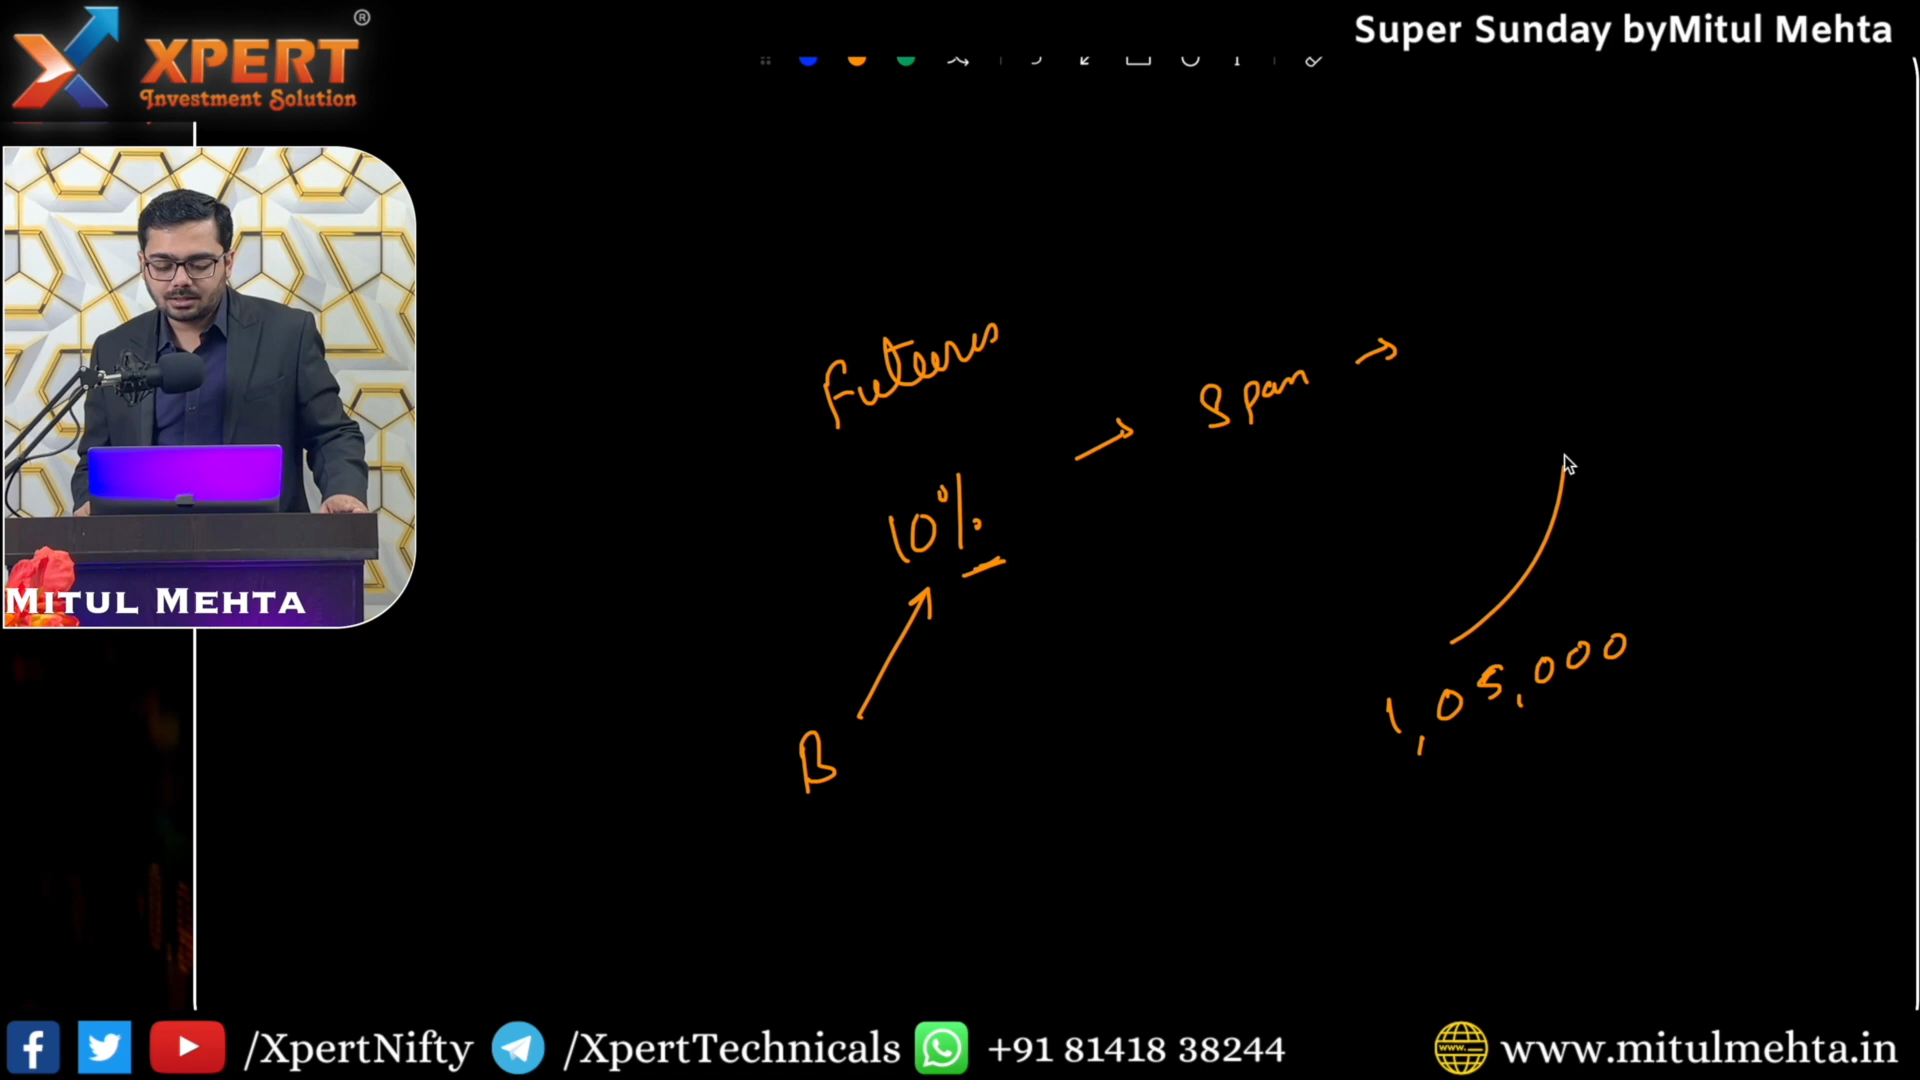 Super Sunday byMitul Mehta
XPERT ®
Investment Solution
Futeures
Span
10%
1,05,000
B
MITUL MEHTA
/XpertNifty /XpertTechnicals +91 81418 38244 www.mitulmehta.in